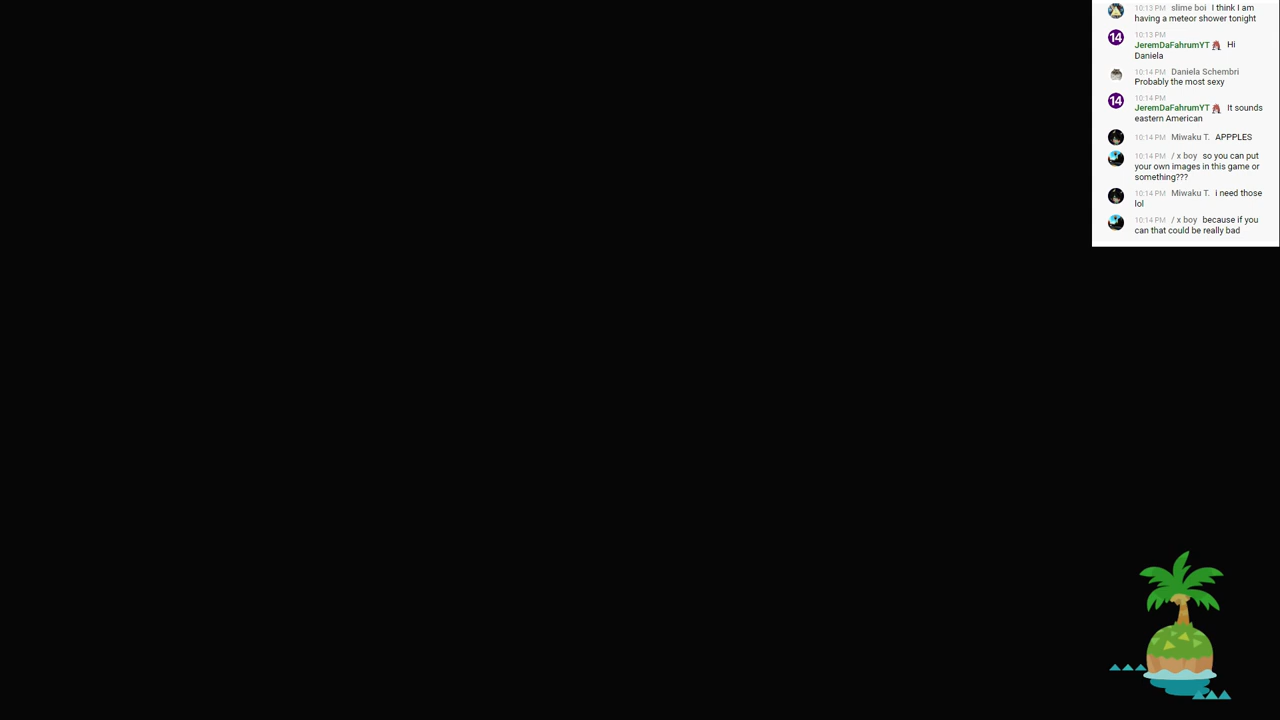 10:13 PM slime boi I think I am
having a meteor shower tonight
14
10:13 PM
JeremDaFahrumYT Hi
Daniela
10:14 PM Daniela Schembri
Probably the most sexy
14
10:14 PM
JeremDaFahrumYT It sounds
eastern American
10:14 PM Miwaku T. APPPLES
10:14 PM / x boy so you can put
your own images in this game or
something???
10:14 PM Miwaku T. i need those
lol
10:14 PM / x boy because if you
can that could be really bad